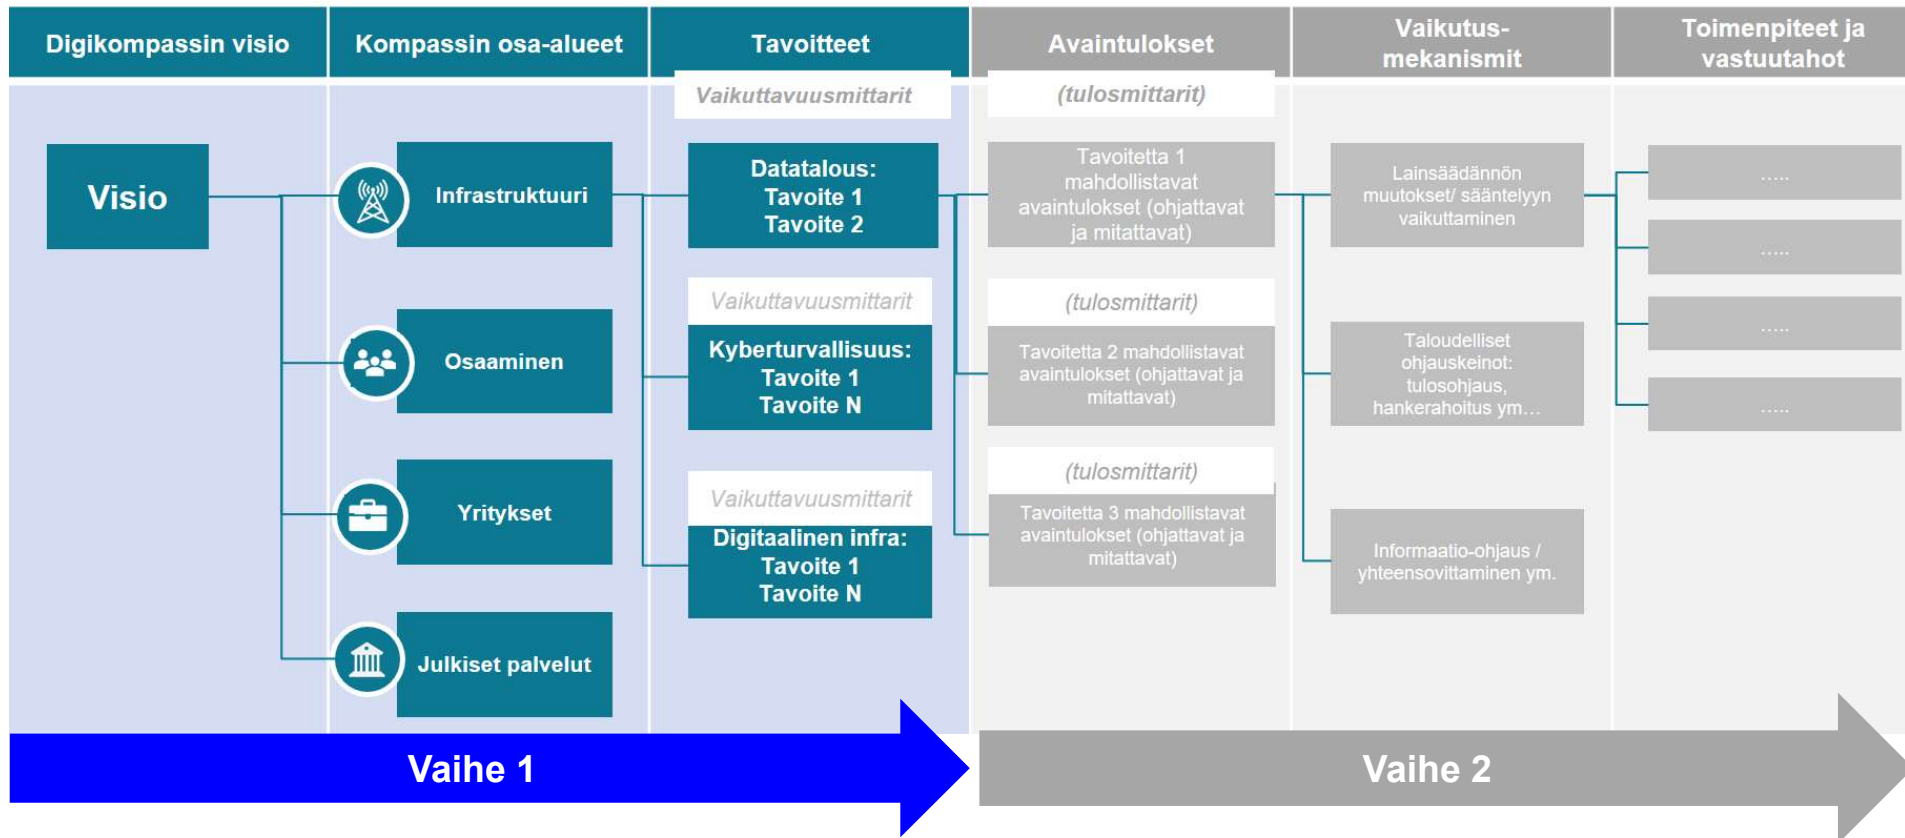 Digikompassin visio
Kompassin osa-alueet
Tavoitteet
Avaintulokset
Vaikutus-
mekanismit
Toimenpiteet ja
vastuutahot
Vaikuttavuusmittarit
(tulosmittarit)
Visio
Infrastruktuuri
Osaaminen
Yritykset
Julkiset palvelut
Datatalous:
Tavoite 1
Tavoite 2
Vaikuttavuusmittarit
Kyberturvallisuus:
Tavoite 1
Tavoite N
Vaikuttavuusmittarit
Digitaalinen infra:
Tavoite 1
Tavoite N
Tavoitetta 1
mahdollistavat
avaintulokset (ohjattavat
ja mitattavat)
(tulosmittarit)
Tavoitetta 2 mahdollistavat
avaintulokset (ohjattavat ja
mitattavat)
(tulosmittarit)
Tavoitetta 3 mahdollistavat
avaintulokset (ohjattavat ja
mitattavat)
Lainsäädännön
muutokset/ sääntelyyn
vaikuttaminen
Taloudelliset
ohjauskeinot:
tulosohjaus,
hankerahoitus ym…
Informaatio-ohjaus /
yhteensovittaminen ym.
…..
…..
…..
…..
Vaihe 1
Vaihe 2